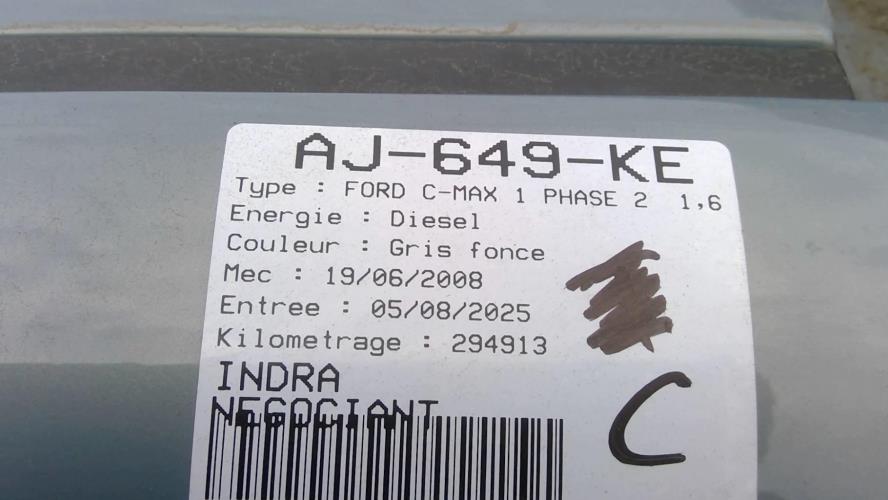 AJ-649-KE
Type : FORD C-MAX 1 PHASE 2 1,6
Energie : Diesel
Couleur : Gris fonce
Mec : 19/06/2008
Entree : 05/08/2025
Kilometrage : 294913
INDRA
NEGOCIANT
C